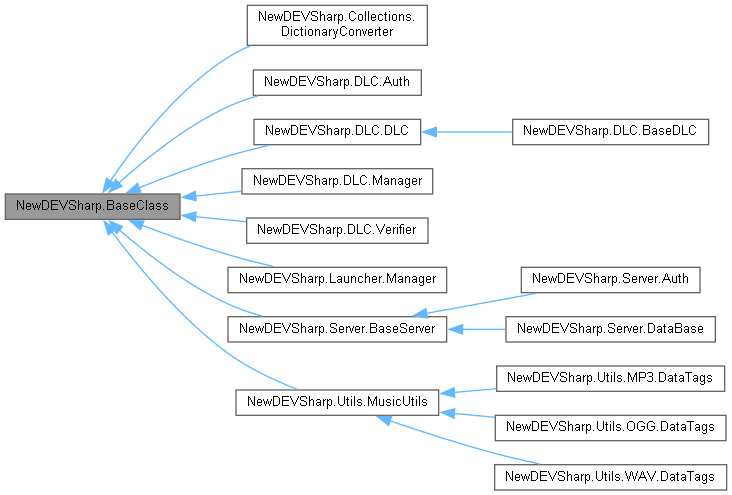 NewDEVSharp.Collections.
DictionaryConverter
NewDEVSharp.DLC.Auth
NewDEVSharp.DLC.DLC
NewDEVSharp.DLC.BaseDLC
NewDEVSharp.DLC.Manager
NewDEVSharp.BaseClass
NewDEVSharp.DLC.Verifier
NewDEVSharp.Launcher.Manager
NewDEVSharp.Server.Auth
NewDEVSharp.Server.BaseServer
NewDEVSharp.Server.DataBase
NewDEVSharp.Utils.MP3.DataTags
NewDEVSharp.Utils.MusicUtils
NewDEVSharp.Utils.OGG.DataTags
NewDEVSharp.Utils.WAV.DataTags